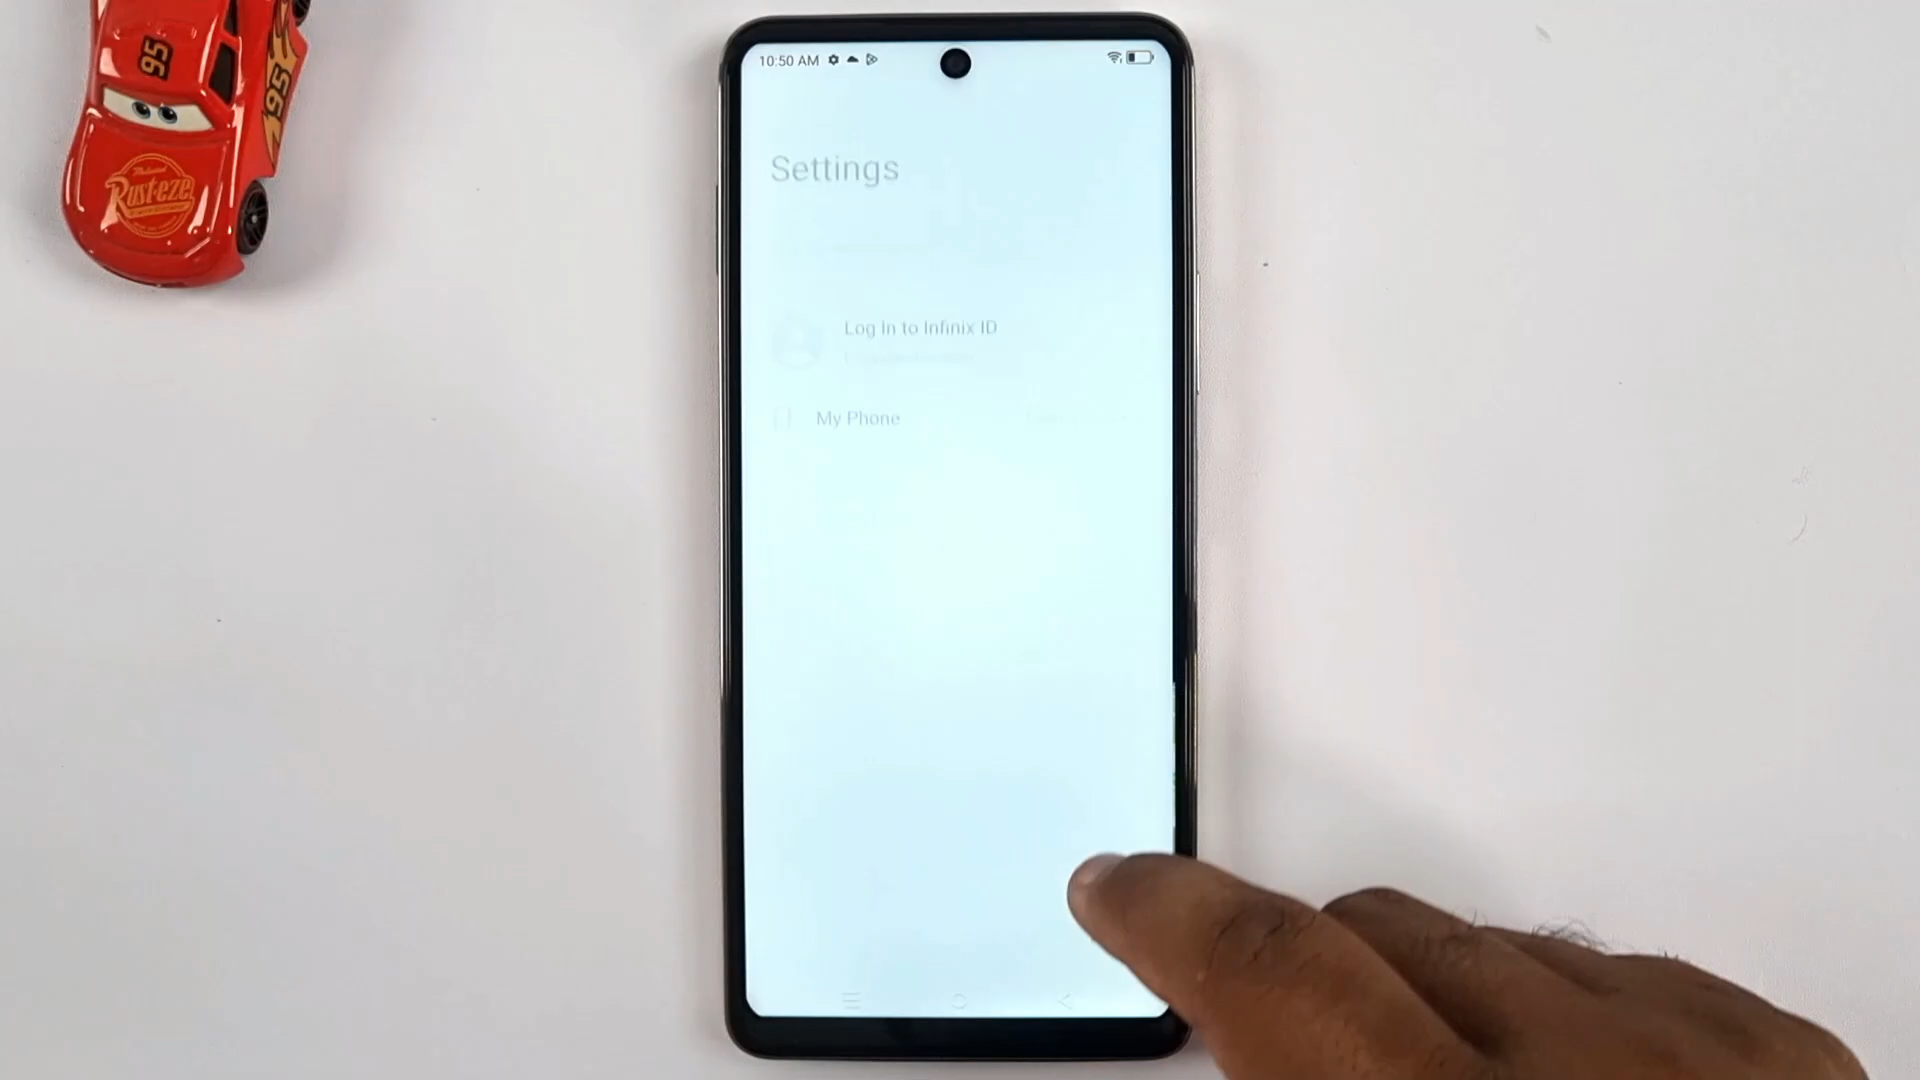 95
95
Rust-eze
10:50 AM
Settings
Log In to Infinix ID
My Phone